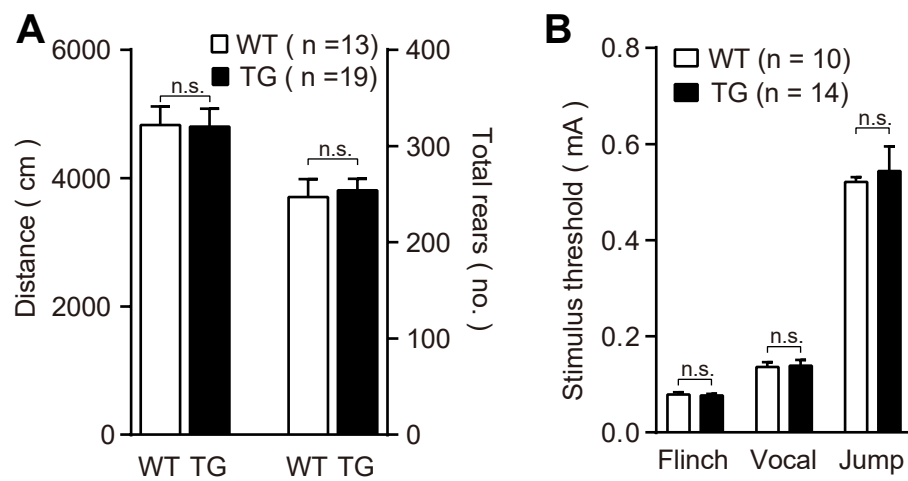 A
WT ( n =13)
TG ( n =19)
Distance ( cm )
6000
4000
2000
0
n.s.
n.s.
400
300
200
100
0
Total rears ( no. )
WT TG
WT TG
B
WT (n = 10)
TG (n = 14)
Stimulus threshold ( mA )
0.8
0.6
0.4
0.2
0.0
n.s.
n.s.
n.s.
Flinch Vocal Jump